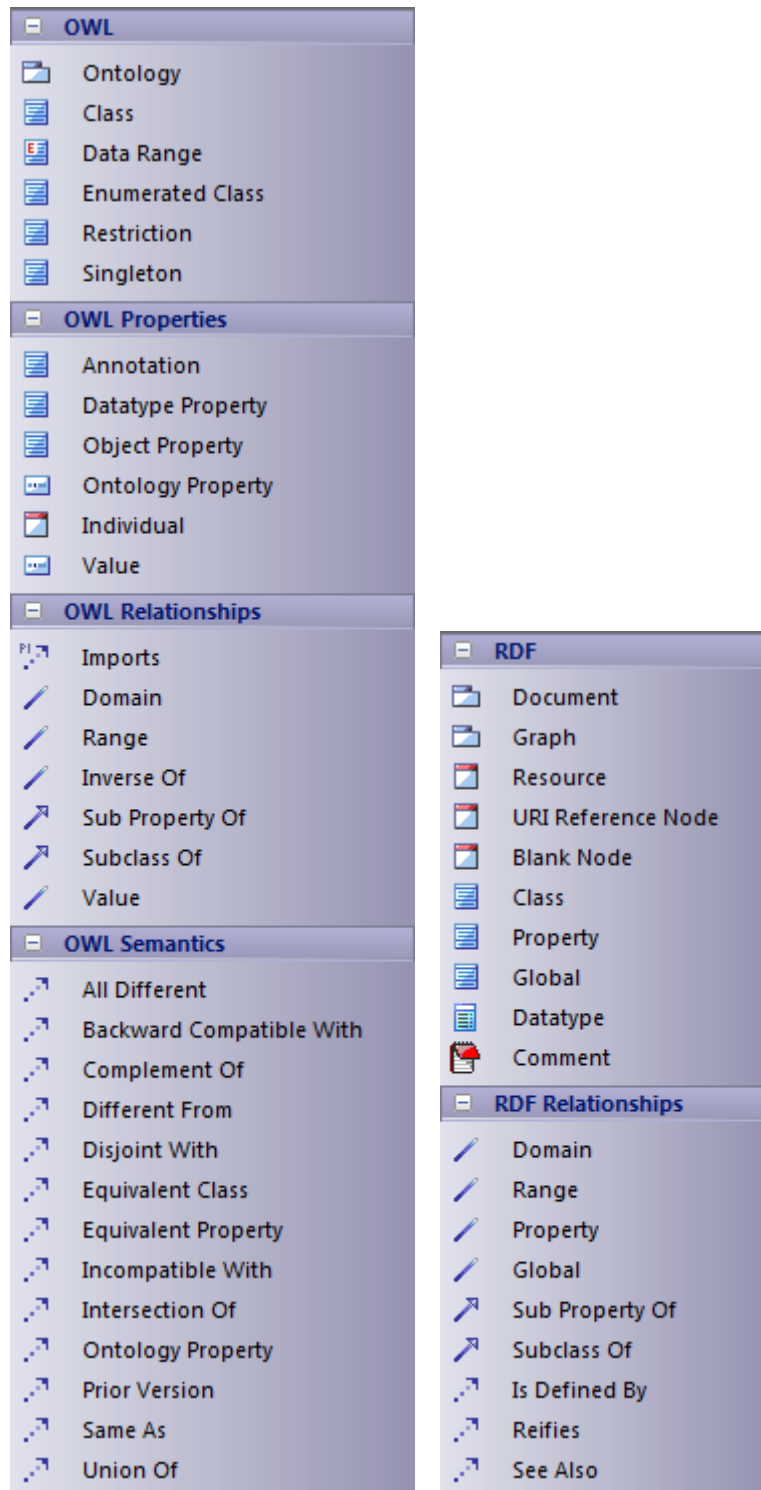 OWL
Ontology
Class
Data Range
Enumerated Class
Restriction
Singleton
OWL Properties
Annotation
Datatype Property
Object Property
Ontology Property
Individual
Value
OWL Relationships
Imports
Domain
Range
Inverse Of
Sub Property Of
Subclass Of
Value
OWL Semantics
All Different
Backward Compatible With
Complement Of
Different From
Disjoint With
Equivalent Class
Equivalent Property
Incompatible With
Intersection Of
Ontology Property
Prior Version
Same As
Union Of
RDF
Document
Graph
Resource
URI Reference Node
Blank Node
Class
Property
Global
Datatype
Comment
RDF Relationships
Domain
Range
Property
Global
Sub Property Of
Subclass Of
Is Defined By
Reifies
See Also